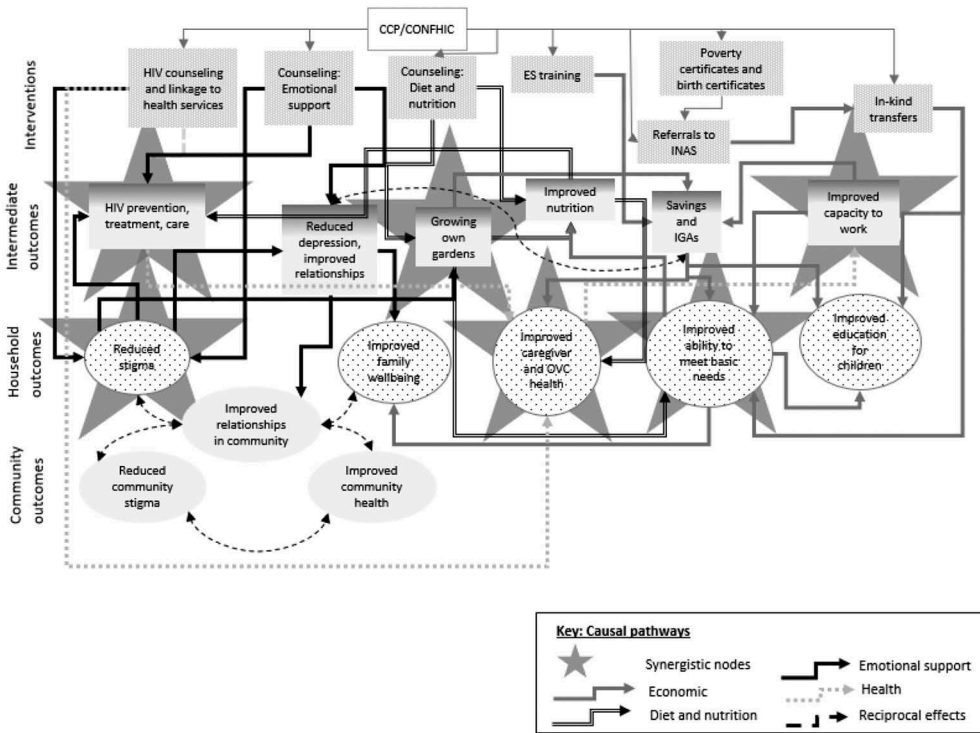 CCP/CONFHIC
Interventions
HIV counseling
and linkage to
health services
Counseling:
Emotional
support
Counseling:
Diet and
nutrition
ES training
Poverty
certificates and
birth certificates
Referrals to
INAS
In-kind
transfers
Intermediate
outcomes
HIV prevention,
treatment, care
Reduced
depression,
improved
relationships
Growing
own
gardens
Improved
nutrition
Savings
and
IGAs
Improved
capacity to
work
Household
outcomes
Reduced
stigma
Improved
family
wellbeing
Improved
caregiver
and OVC
health
Improved
ability to
meet basic
needs
Improved
education for
children
Community
outcomes
Improved
relationships
in community
Reduced
community
stigma
Improved
community
health
Key: Causal pathways
Synergistic nodes
Economic
Diet and nutrition
Emotional support
Health
Reciprocal effects